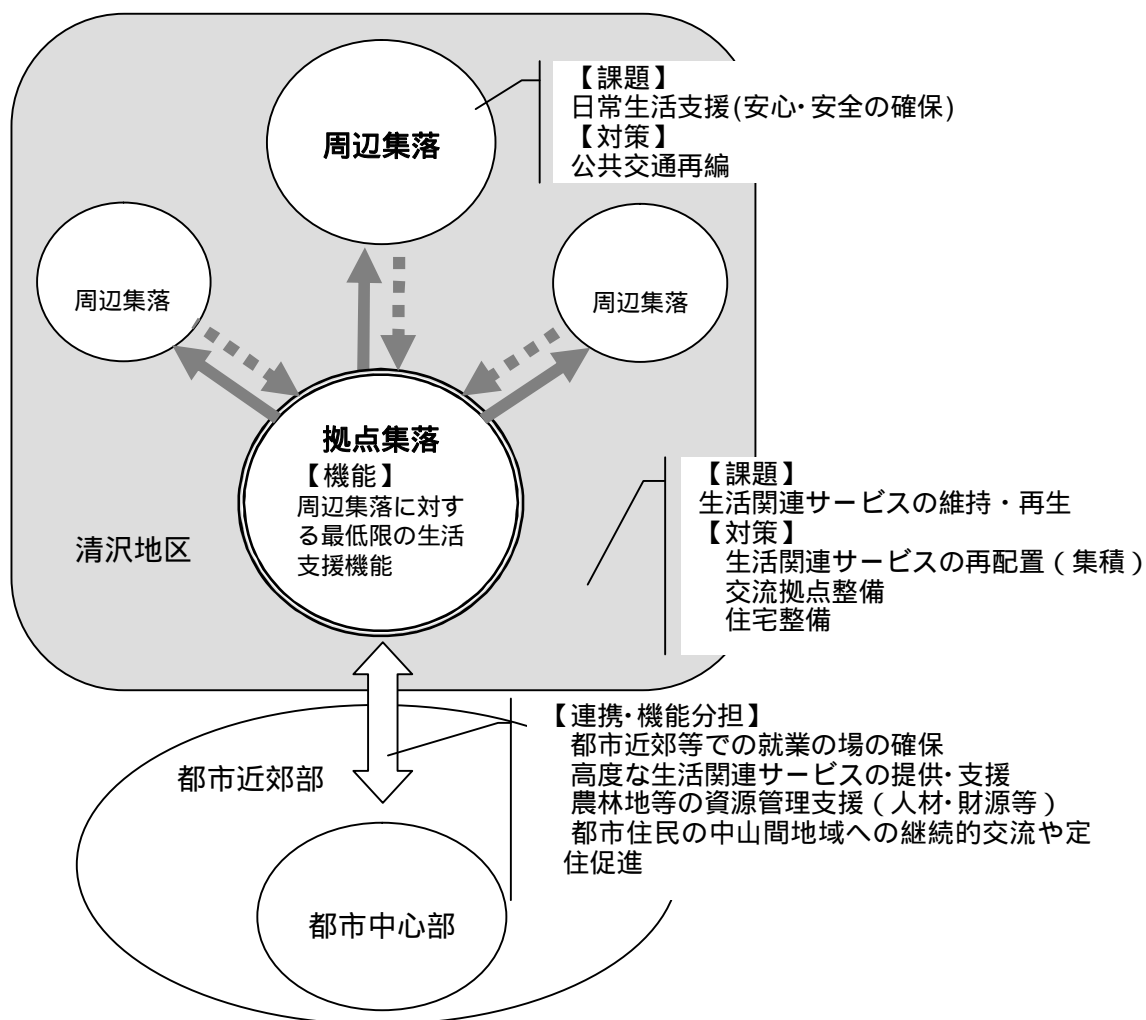 【課題】
日常生活支援(安心・安全の確保)
【対策】
公共交通再編
周辺集落
周辺集落
周辺集落
拠点集落
【機能】
周辺集落に対す
る最低限の生活
支援機能
清沢地区
【課題】
生活関連サービスの維持・再生
【対策】
生活関連サービスの再配置(集積)
交流拠点整備
住宅整備
【連携・機能分担】
都市近郊等での就業の場の確保
高度な生活関連サービスの提供・支援
農林地等の資源管理支援(人材・財源等)
都市住民の中山間地域への継続的交流や定
住促進
都市近郊部
都市中心部